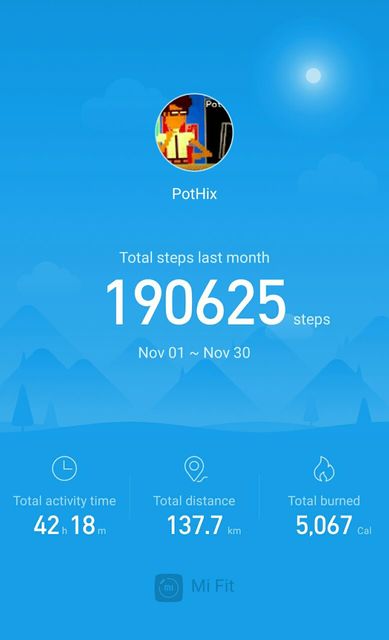 Pot
PotHix
Total steps last month
190625 steps
Nov 01 ~ Nov 30
Total activity time Total distance Total burned
42 h 18 m 137.7 km 5,067 Cal
mi Mi Fit